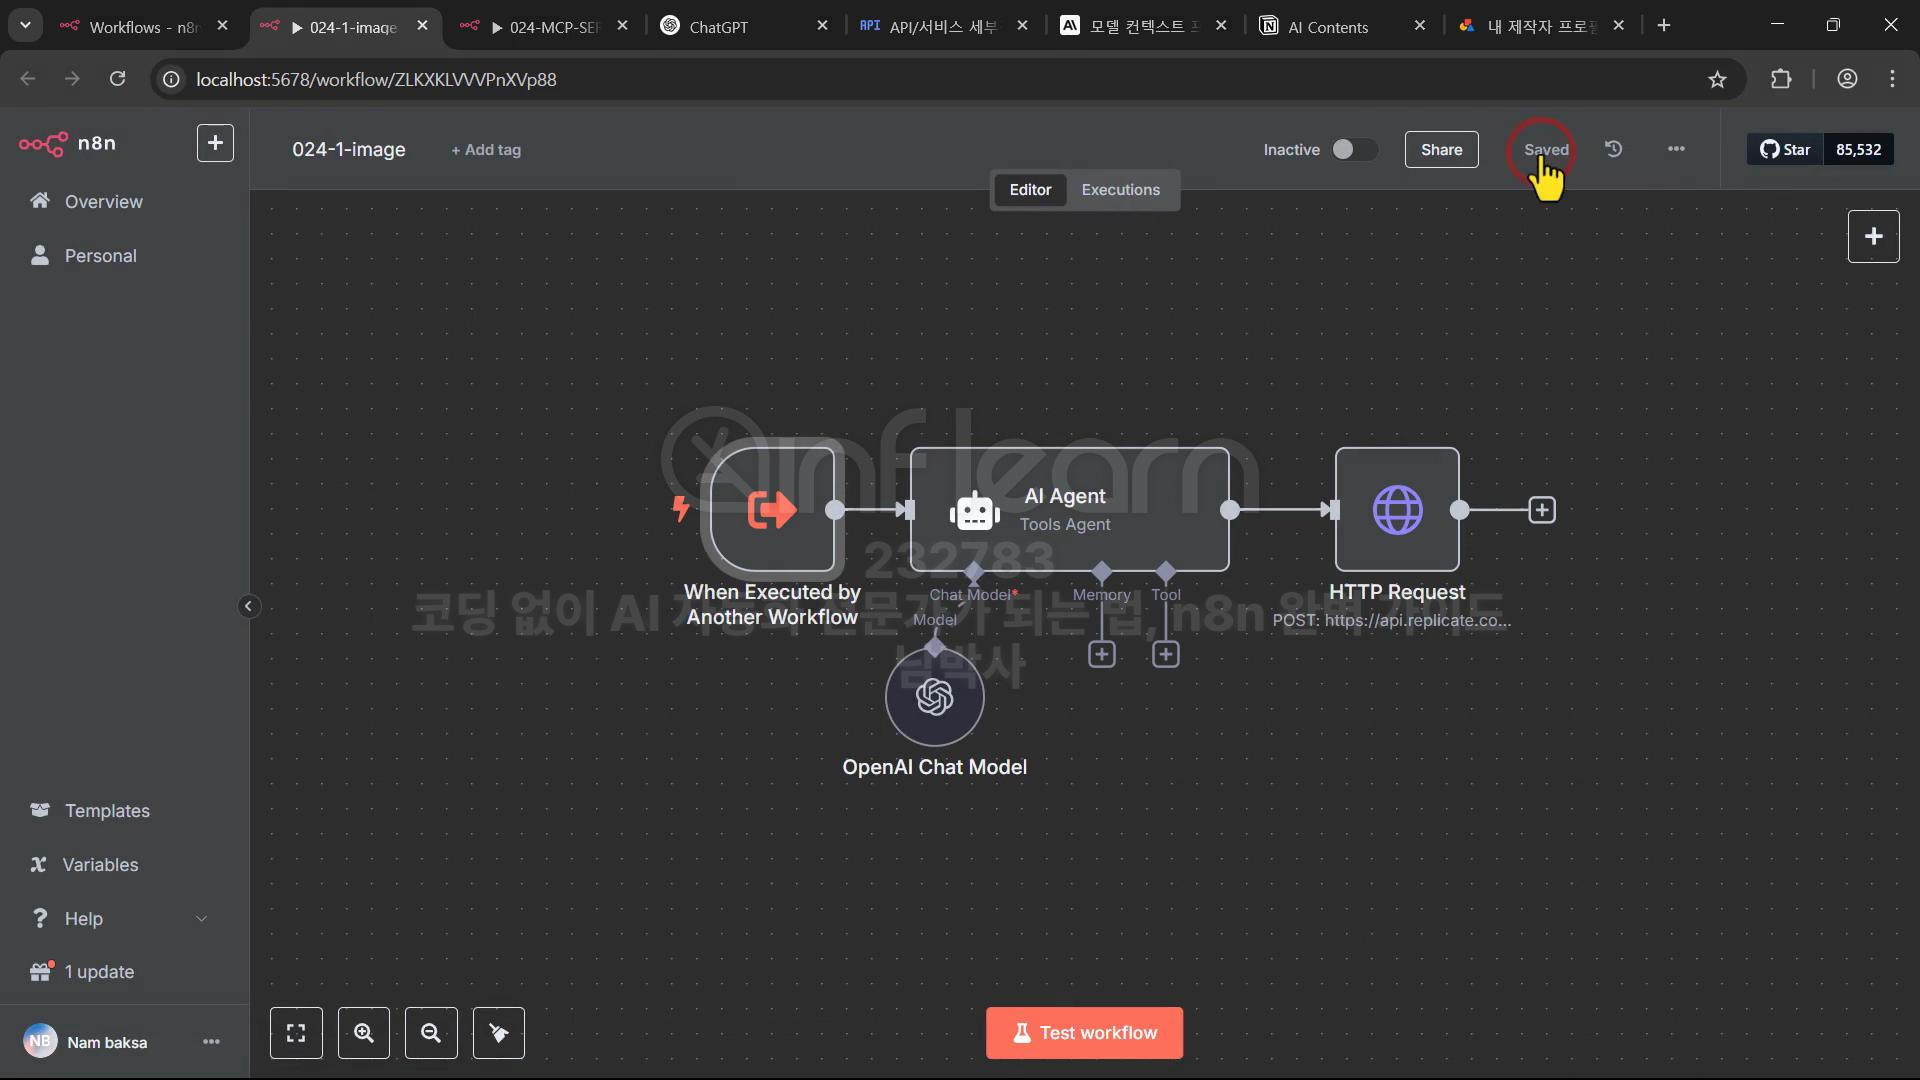 Workflows - n8n
024-1-image
024-MCP-SER
ChatGPT
API API/서비스 세부
모델 컨텍스트 프
AI Contents
내 제작자 프로필
localhost:5678/workflow/ZLKXKLVVVPnXVp88
n8n
024-1-image
+ Add tag
Inactive
Share
Saved
Star
85,532
Editor
Executions
Overview
Personal
inflearn
AI Agent
Tools Agent
232783
When Executed by
Another Workflow
Chat Model*
Memory
Tool
HTTP Request
POST: https://api.replicate.co...
Model
코딩 없이 AI 자동화 전문가가 되는 법, n8n 완벽 가이드
남박사
OpenAI Chat Model
Templates
Variables
Help
1 update
NB
Nam baksa
Test workflow